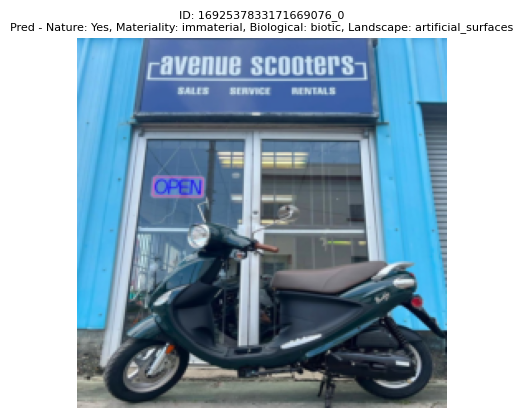 ID: 1692537833171669076_0
Pred - Nature: Yes, Materiality: immaterial, Biological: biotic, Landscape: artificial_surfaces
avenue scooters
SALES SERVICE RENTALS
OPEN